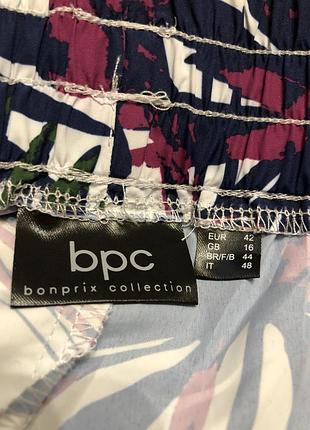 bpc
bonprix collection
EUR 42
GB 16
BR/F/B 44
IT 48